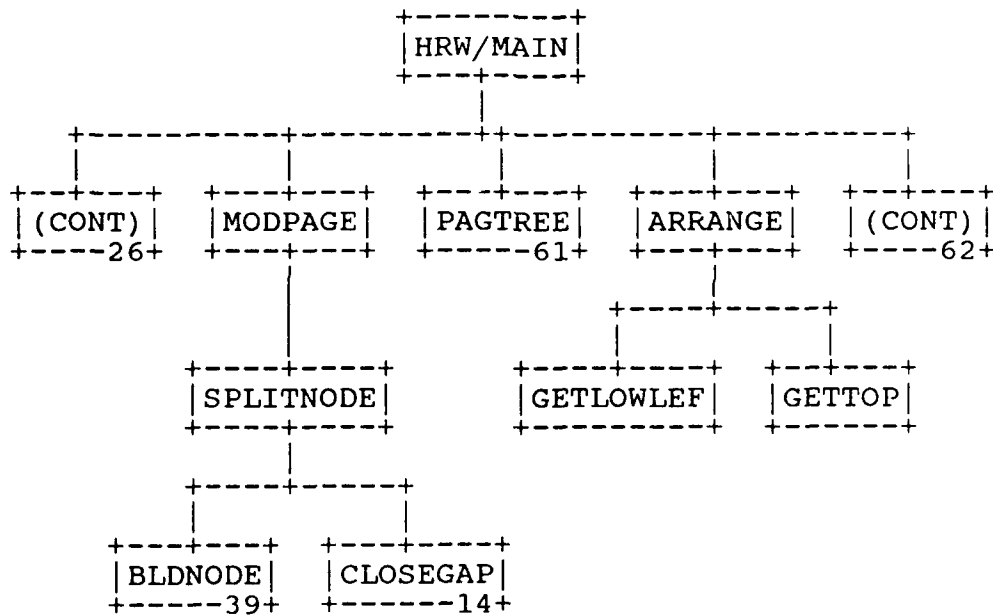 HRW/MAIN
(CONT) MODPAGE PAGTREE ARRANGE (CONT)
26 61 62
SPLITNODE GETLOWLEF GETTOP
BLDNODE CLOSEGAP
39 14